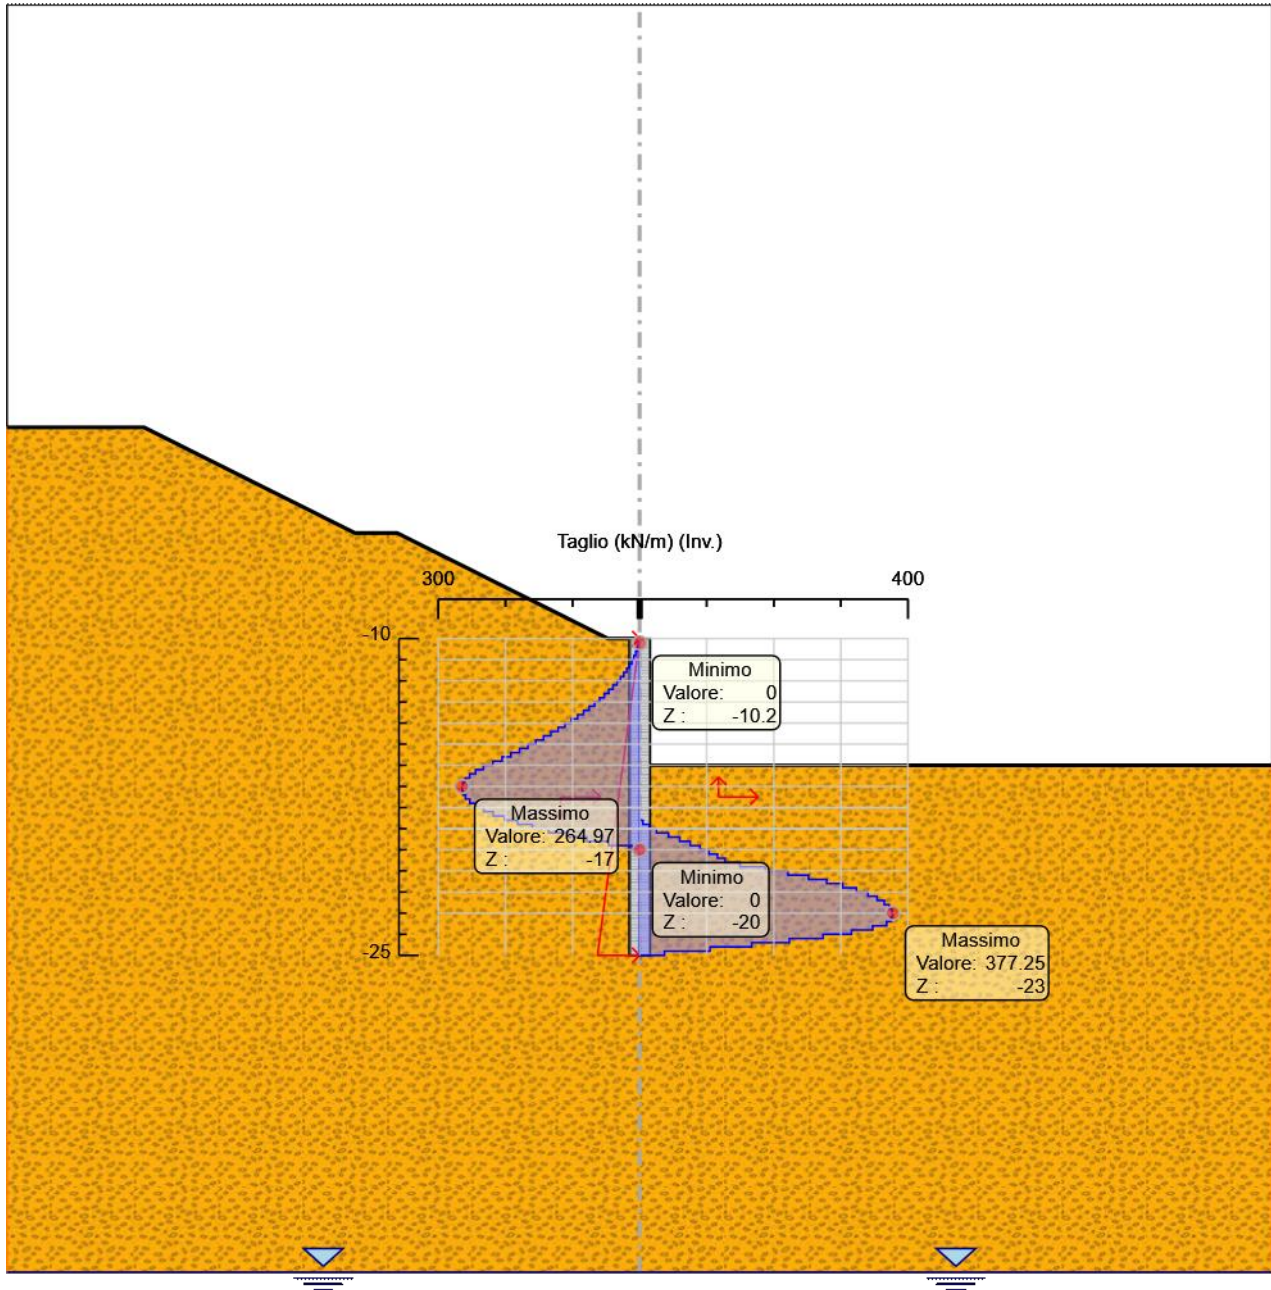 Taglio (kN/m) (Inv.)
300
400
-10
Minimo
Valore: 0
Z : -10.2
Massimo
Valore: 264.97
Z : -17
Minimo
Valore: 0
Z : -20
-25
Massimo
Valore: 377.25
Z : -23